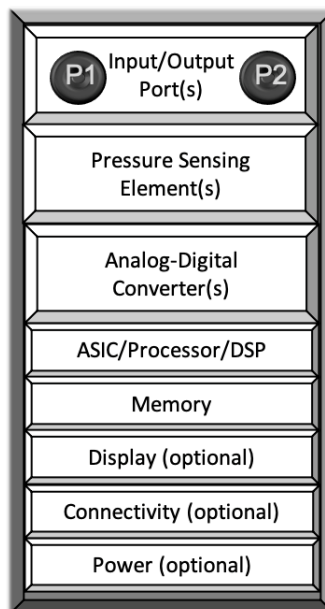 P1 Input/Output P2
Port(s)
Pressure Sensing
Element(s)
Analog-Digital
Converter(s)
ASIC/Processor/DSP
Memory
Display (optional)
Connectivity (optional)
Power (optional)